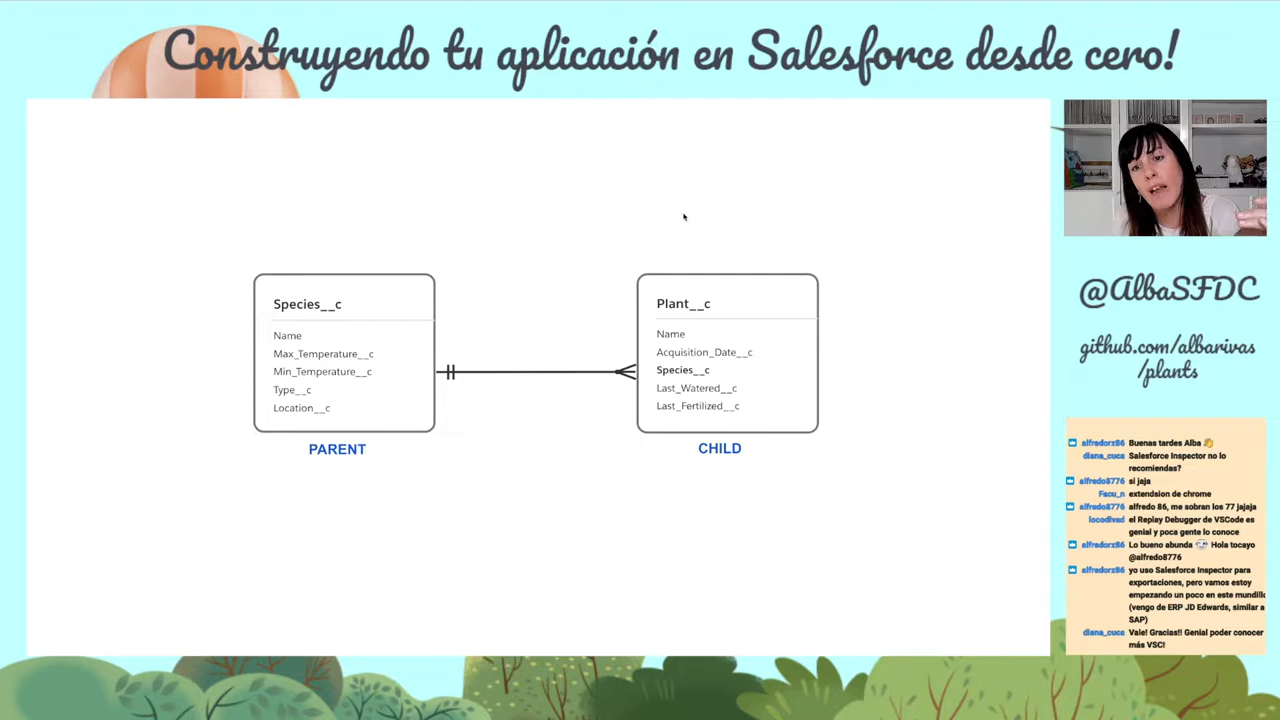 Construyendo tu aplicación en Salesforce desde cero!
Species__c
Name
Max_Temperature__c
Min_Temperature__c
Type__c
Location__c
PARENT
Plant__c
Name
Acquisition_Date__c
Species__c
Last_Watered__c
Last_Fertilized__c
CHILD
@AlbaSFDC
github.com/albarivas
/plants
alfredorz86 Buenas tardes Alba 👏
diana_cuca Salesforce Inspector no lo
recomiendas?
alfredo8776 si jaja
Facu_n extendsion de chrome
alfredo8776 alfredo 86, me sobran los 77 jajaja
locodivad el Replay Debugger de VSCode es
genial y poca gente lo conoce
alfredorz86 Lo bueno abunda Hola tocayo
@alfredo8776
alfredorz86 yo uso Salesforce Inspector para
exportaciones, pero vamos estoy
empezando un poco en este mundillo
(vengo de ERP JD Edwards, similar a
SAP)
diana_cuca Vale! Gracias!! Genial poder conocer
más VSC!